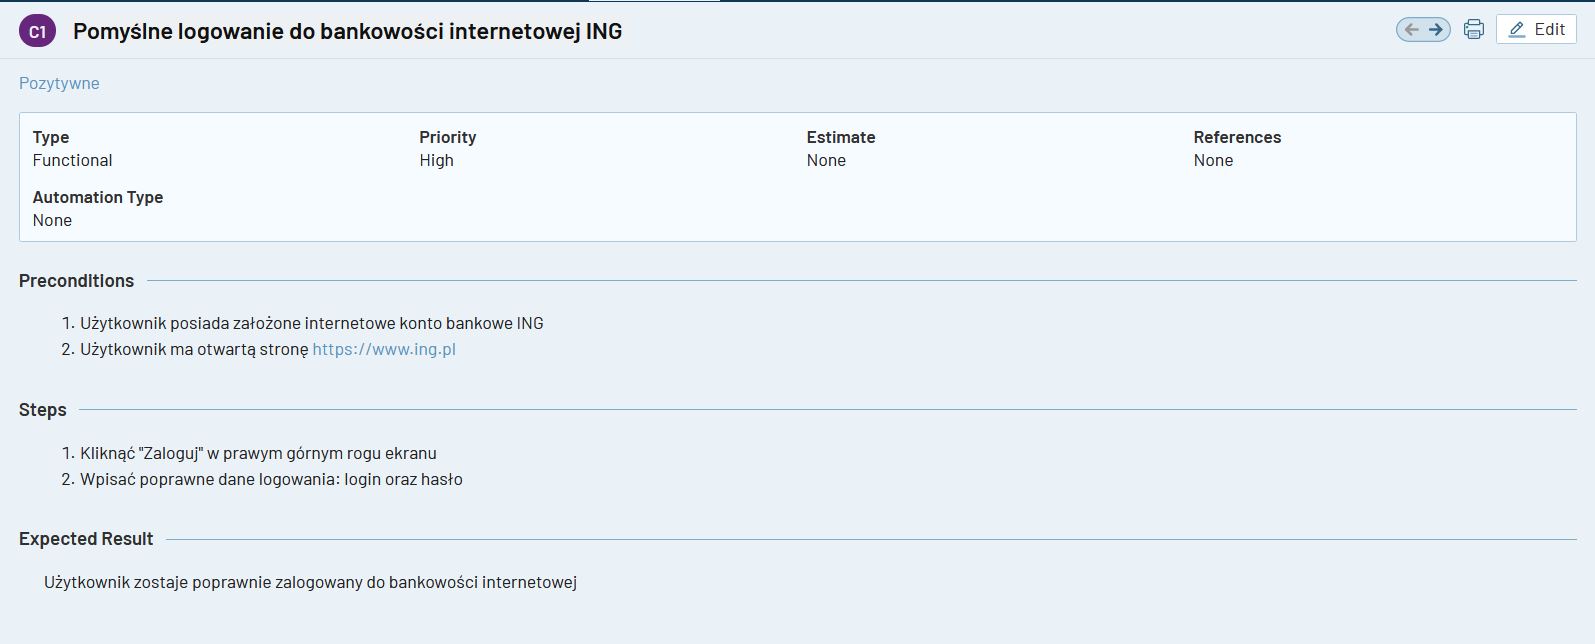 C1 Pomyślne logowanie do bankowości internetowej ING Edit
Pozytywne
Type Priority Estimate References
Functional High None None
Automation Type
None
Preconditions
1. Użytkownik posiada założone internetowe konto bankowe ING
2. Użytkownik ma otwartą stronę https://www.ing.pl
Steps
1. Kliknąć "Zaloguj" w prawym górnym rogu ekranu
2. Wpisać poprawne dane logowania: login oraz hasło
Expected Result
Użytkownik zostaje poprawnie zalogowany do bankowości internetowej